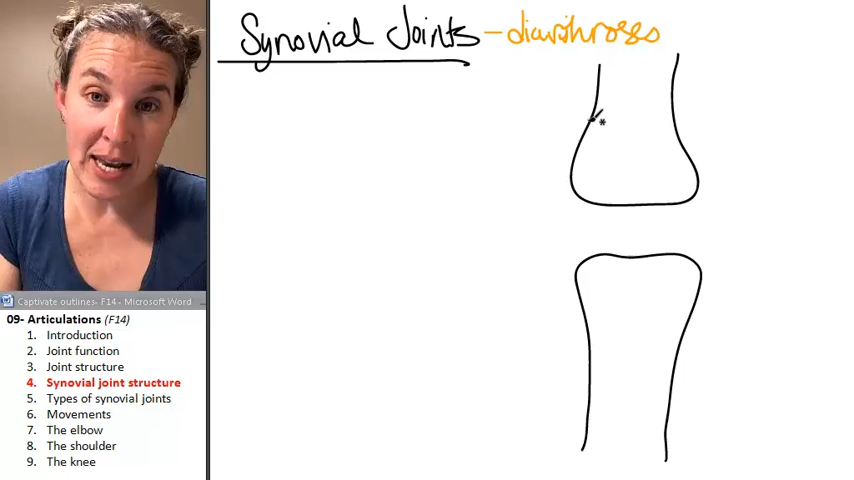 Synovial Joints – diarthroses
Captivate outlines- F14 - Microsoft Word
09- Articulations (F14)
1. Introduction
2. Joint function
3. Joint structure
4. Synovial joint structure
5. Types of synovial joints
6. Movements
7. The elbow
8. The shoulder
9. The knee